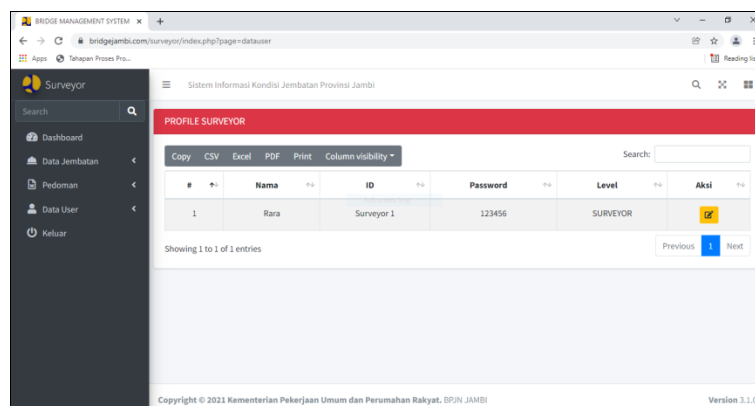 BRIDGE MANAGEMENT SYSTEM
bridgejambi.com/surveyor/index.php?page=datauser
Apps Tahapan Proses Pro...
Reading lis
Surveyor
Sistem Informasi Kondisi Jembatan Provinsi Jambi
Search
Dashboard
Data Jembatan
Pedoman
Data User
Keluar
PROFILE SURVEYOR
Copy CSV Excel PDF Print Column visibility
Search:
# Nama ID Password Level Aksi
1 Rara Surveyor 1 123456 SURVEYOR
Showing 1 to 1 of 1 entries
Previous 1 Next
Copyright © 2021 Kementerian Pekerjaan Umum dan Perumahan Rakyat. BPJN JAMBI
Version 3.1.0